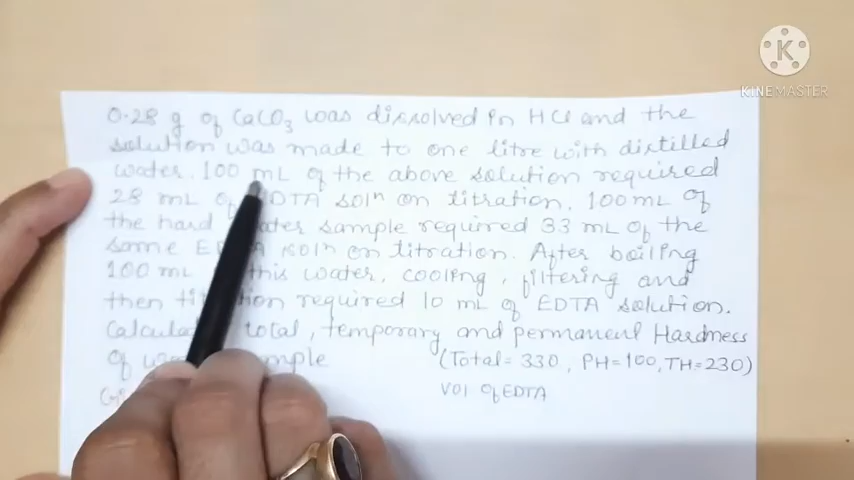 0.28 g of CaCO3 was dissolved in HCl and the
solution was made to one litre with distilled
water. 100 mL of the above solution required
28 mL of EDTA solⁿ on titration. 100 mL of
the hard water sample required 33 mL of the
same EDTA solⁿ on titration. After boiling
100 mL this water, cooling, filtering and
then titration required 10 mL of EDTA solution.
Calculate total, temporary and permanent Hardness
of sample (Total = 330, PH = 100, TH = 230)
Vol of EDTA
K
KINEMASTER